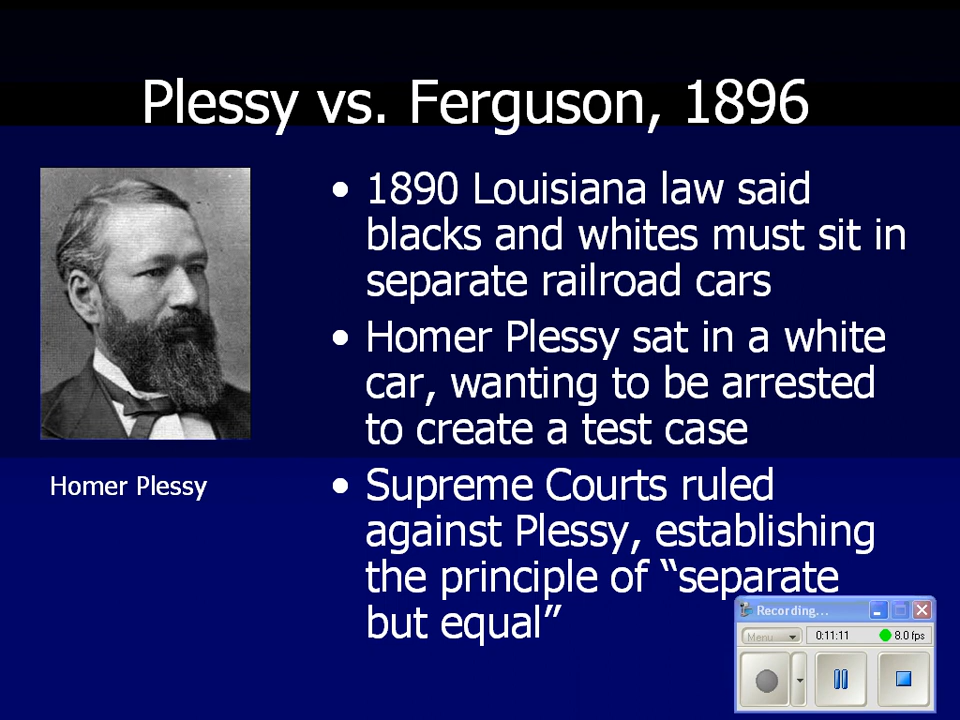 Plessy vs. Ferguson, 1896
• 1890 Louisiana law said
blacks and whites must sit in
separate railroad cars
• Homer Plessy sat in a white
car, wanting to be arrested
to create a test case
Homer Plessy
• Supreme Courts ruled
against Plessy, establishing
the principle of “separate
but equal”
Recording...
Menu
0:11:11
8.0 fps